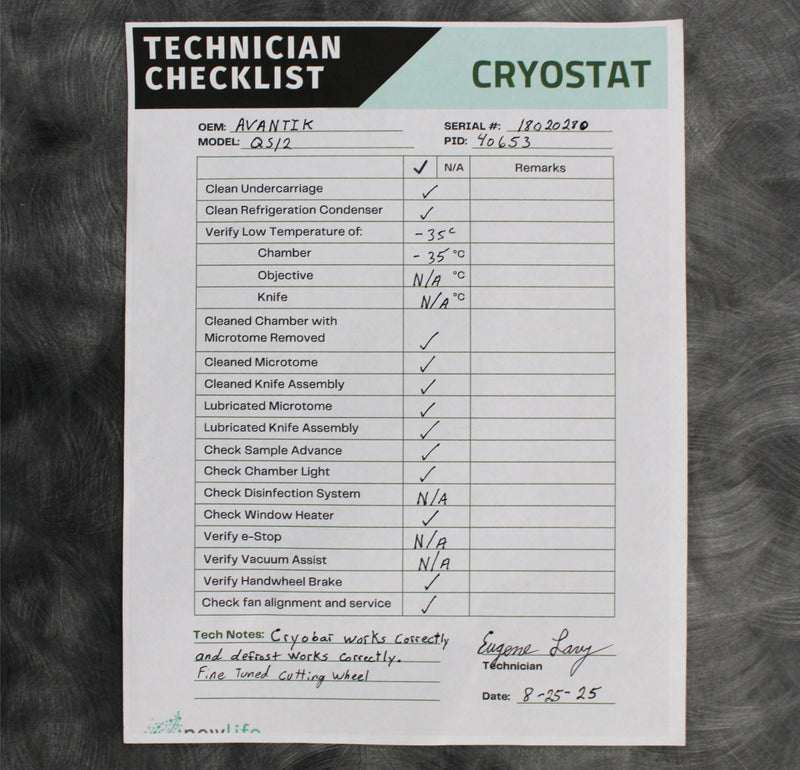 TECHNICIAN
CHECKLIST
CRYOSTAT
OEM: AVANTIK SERIAL #: 18020280
MODEL: QS12 PID: 40653
✓ N/A Remarks
Clean Undercarriage ✓
Clean Refrigeration Condenser ✓
Verify Low Temperature of: -35c
Chamber -35 °C
Objective N/A °C
Knife N/A °C
Cleaned Chamber with
Microtome Removed ✓
Cleaned Microtome ✓
Cleaned Knife Assembly ✓
Lubricated Microtome ✓
Lubricated Knife Assembly ✓
Check Sample Advance ✓
Check Chamber Light ✓
Check Disinfection System N/A
Check Window Heater ✓
Verify e-Stop N/A
Verify Vacuum Assist N/A
Verify Handwheel Brake ✓
Check fan alignment and service ✓
Tech Notes: Cryobar works correctly
and defrost works correctly.
Fine Tuned cutting wheel
Eugene
Technician
Date: 8-25-25
newlife